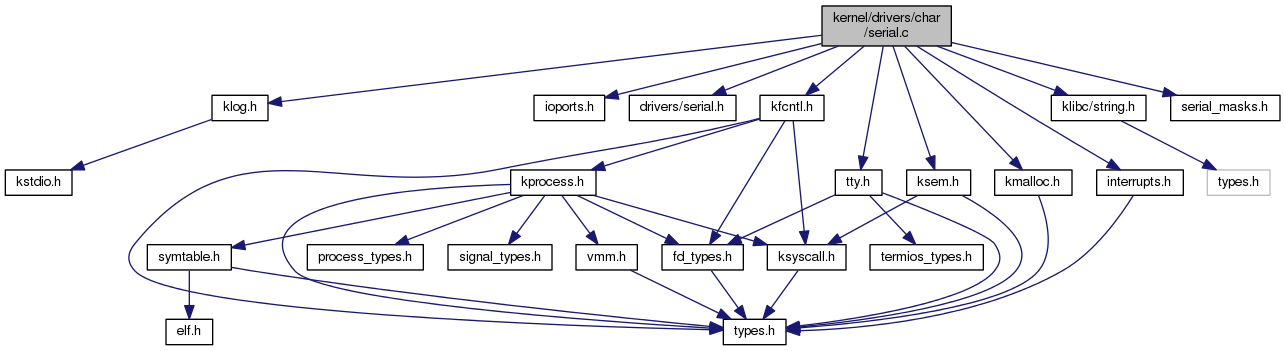 kernel/drivers/char
/serial.c
klog.h
ioports.h
drivers/serial.h
kfcntl.h
klibc/string.h
serial_masks.h
kstdio.h
kprocess.h
tty.h
ksem.h
kmalloc.h
interrupts.h
types.h
symtable.h
process_types.h
signal_types.h
vmm.h
fd_types.h
ksyscall.h
termios_types.h
elf.h
types.h